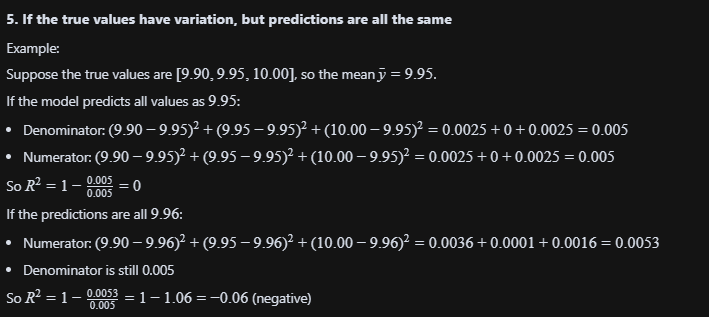 5. If the true values have variation, but predictions are all the same
Example:
Suppose the true values are [9.90, 9.95, 10.00], so the mean ȳ = 9.95.
If the model predicts all values as 9.95:
• Denominator: (9.90 − 9.95)² + (9.95 − 9.95)² + (10.00 − 9.95)² = 0.0025 + 0 + 0.0025 = 0.005
• Numerator: (9.90 − 9.95)² + (9.95 − 9.95)² + (10.00 − 9.95)² = 0.0025 + 0 + 0.0025 = 0.005
So R² = 1 − 0.005/0.005 = 0
If the predictions are all 9.96:
• Numerator: (9.90 − 9.96)² + (9.95 − 9.96)² + (10.00 − 9.96)² = 0.0036 + 0.0001 + 0.0016 = 0.0053
• Denominator is still 0.005
So R² = 1 − 0.0053/0.005 = 1 − 1.06 = −0.06 (negative)